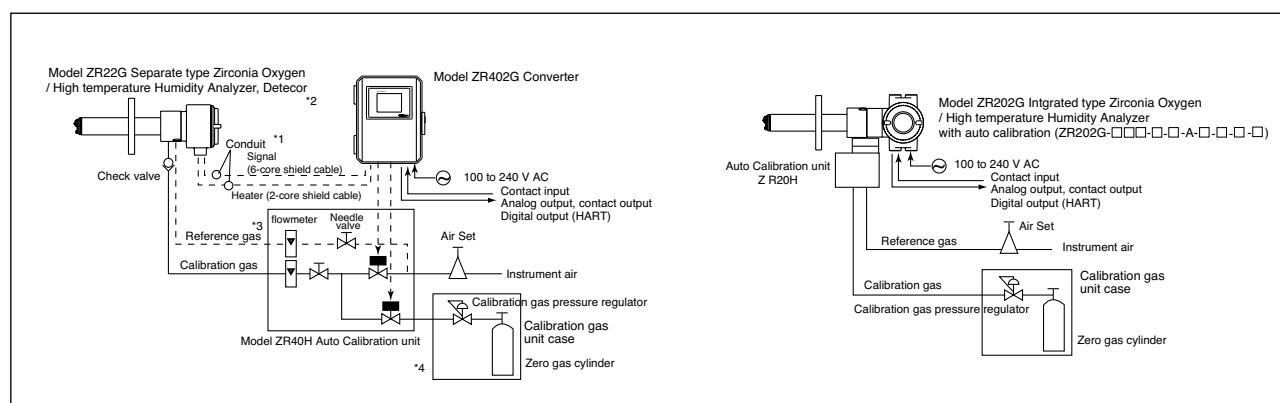 Model ZR22G Separate type Zirconia Oxygen
/ High temperature Humidity Analyzer, Detecor
*2
Model ZR402G Converter
*1
Conduit
Signal
(6-core shield cable)
Check valve
Heater (2-core shield cable)
100 to 240 V AC
Contact input
Analog output, contact output
Digital output (HART)
*3
flowmeter
Needle
valve
Reference gas
Air Set
Calibration gas
Instrument air
Calibration gas pressure regulator
Calibration gas
unit case
Model ZR40H Auto Calibration unit
*4
Zero gas cylinder
Model ZR202G Intgrated type Zirconia Oxygen
/ High temperature Humidity Analyzer
with auto calibration (ZR202G-□□□-□-□-A-□-□-□-□)
Auto Calibration unit
Z R20H
100 to 240 V AC
Contact input
Analog output, contact output
Digital output (HART)
Air Set
Reference gas
Instrument air
Calibration gas
unit case
Calibration gas
Calibration gas pressure regulator
Zero gas cylinder